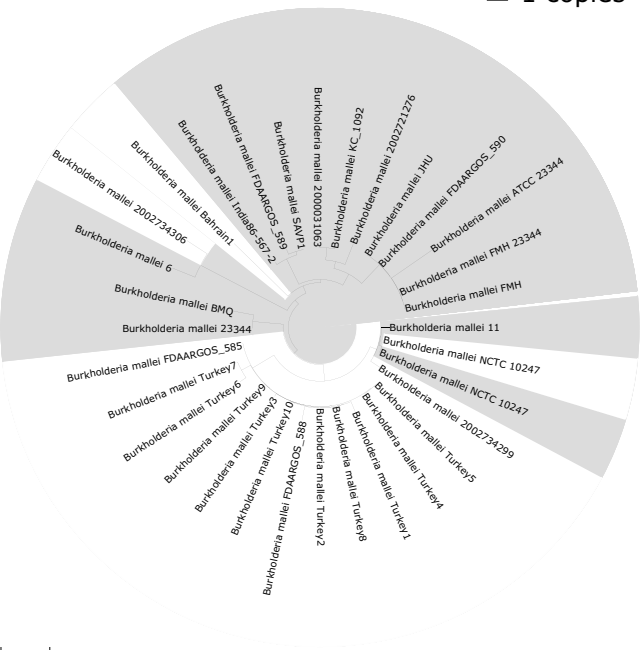 1 copies
Burkholderia mallei 2002734306
Burkholderia mallei Bahrain1
Burkholderia mallei India86-567-2
Burkholderia mallei FDAARGOS_589
Burkholderia mallei SAVP1
Burkholderia mallei 2000031063
Burkholderia mallei KC_1092
Burkholderia mallei 2002721276
Burkholderia mallei JHU
Burkholderia mallei FDAARGOS_590
Burkholderia mallei ATCC 23344
Burkholderia mallei FMH 23344
Burkholderia mallei FMH
Burkholderia mallei 11
Burkholderia mallei NCTC 10247
Burkholderia mallei NCTC 10247
Burkholderia mallei 2002734299
Burkholderia mallei Turkey5
Burkholderia mallei Turkey4
Burkholderia mallei Turkey1
Burkholderia mallei Turkey8
Burkholderia mallei Turkey2
Burkholderia mallei FDAARGOS_588
Burkholderia mallei Turkey10
Burkholderia mallei Turkey3
Burkholderia mallei Turkey9
Burkholderia mallei Turkey6
Burkholderia mallei Turkey7
Burkholderia mallei FDAARGOS_585
Burkholderia mallei 23344
Burkholderia mallei BMQ
Burkholderia mallei 6